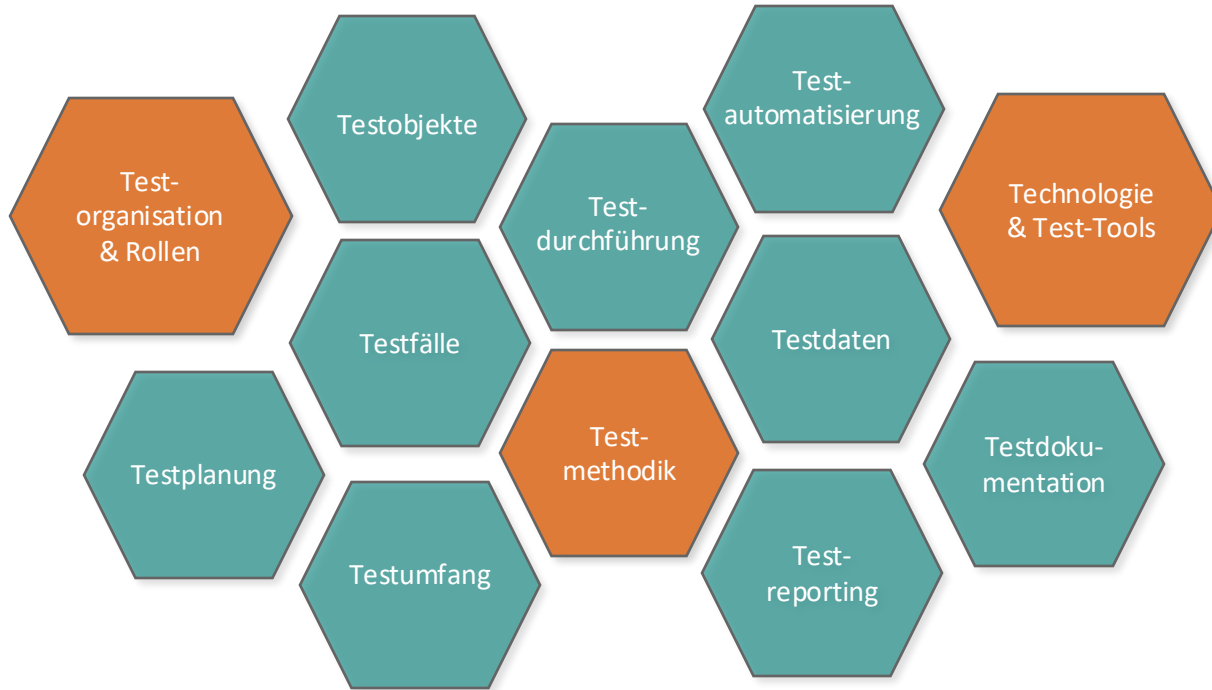 Testobjekte
Test-
automatisierung
Test-
organisation
& Rollen
Test-
durchführung
Technologie
& Test-Tools
Testfälle
Testdaten
Testplanung
Test-
methodik
Testdoku-
mentation
Testumfang
Test-
reporting